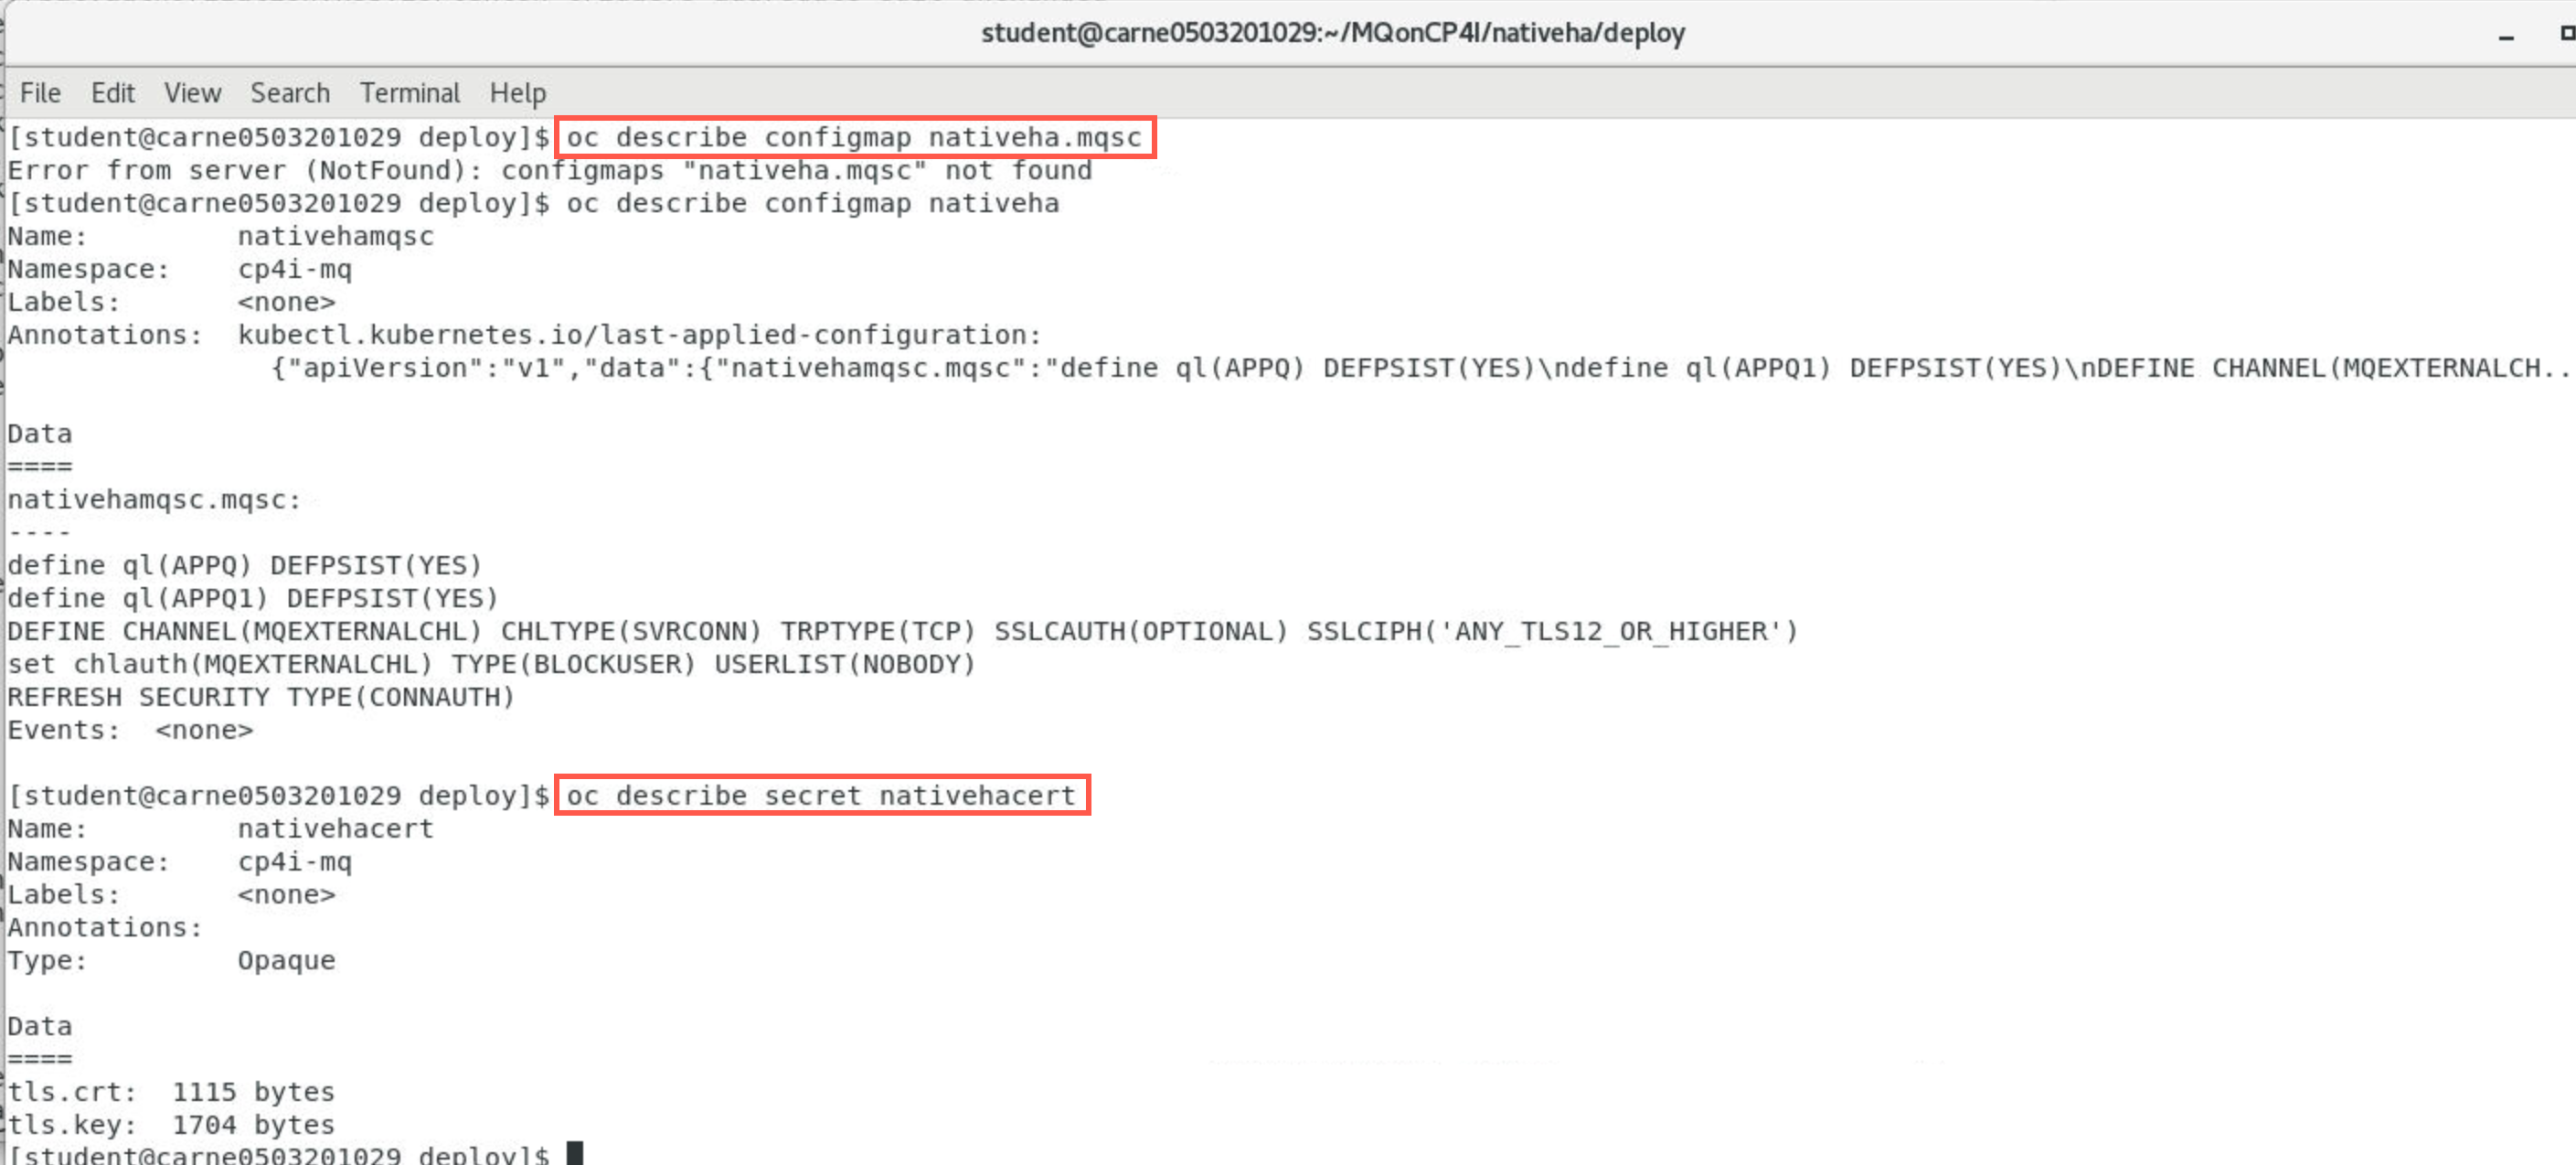 student@carne0503201029:~/MQonCP4I/nativeha/deploy
File Edit View Search Terminal Help
[student@carne0503201029 deploy]$ oc describe configmap nativeha.mqsc
Error from server (NotFound): configmaps "nativeha.mqsc" not found
[student@carne0503201029 deploy]$ oc describe configmap nativeha
Name:         nativehamqsc
Namespace:    cp4i-mq
Labels:       <none>
Annotations:  kubectl.kubernetes.io/last-applied-configuration:
                {"apiVersion":"v1","data":{"nativehamqsc.mqsc":"define ql(APPQ) DEFPSIST(YES)\ndefine ql(APPQ1) DEFPSIST(YES)\nDEFINE CHANNEL(MQEXTERNALCH..
Data
====
nativehamqsc.mqsc:
----
define ql(APPQ) DEFPSIST(YES)
define ql(APPQ1) DEFPSIST(YES)
DEFINE CHANNEL(MQEXTERNALCHL) CHLTYPE(SVRCONN) TRPTYPE(TCP) SSLCAUTH(OPTIONAL) SSLCIPH('ANY_TLS12_OR_HIGHER')
set chlauth(MQEXTERNALCHL) TYPE(BLOCKUSER) USERLIST(NOBODY)
REFRESH SECURITY TYPE(CONNAUTH)
Events:  <none>
[student@carne0503201029 deploy]$ oc describe secret nativehacert
Name:         nativehacert
Namespace:    cp4i-mq
Labels:       <none>
Annotations:
Type:         Opaque
Data
====
tls.crt:  1115 bytes
tls.key:  1704 bytes
[student@carne0503201029 deploy]$